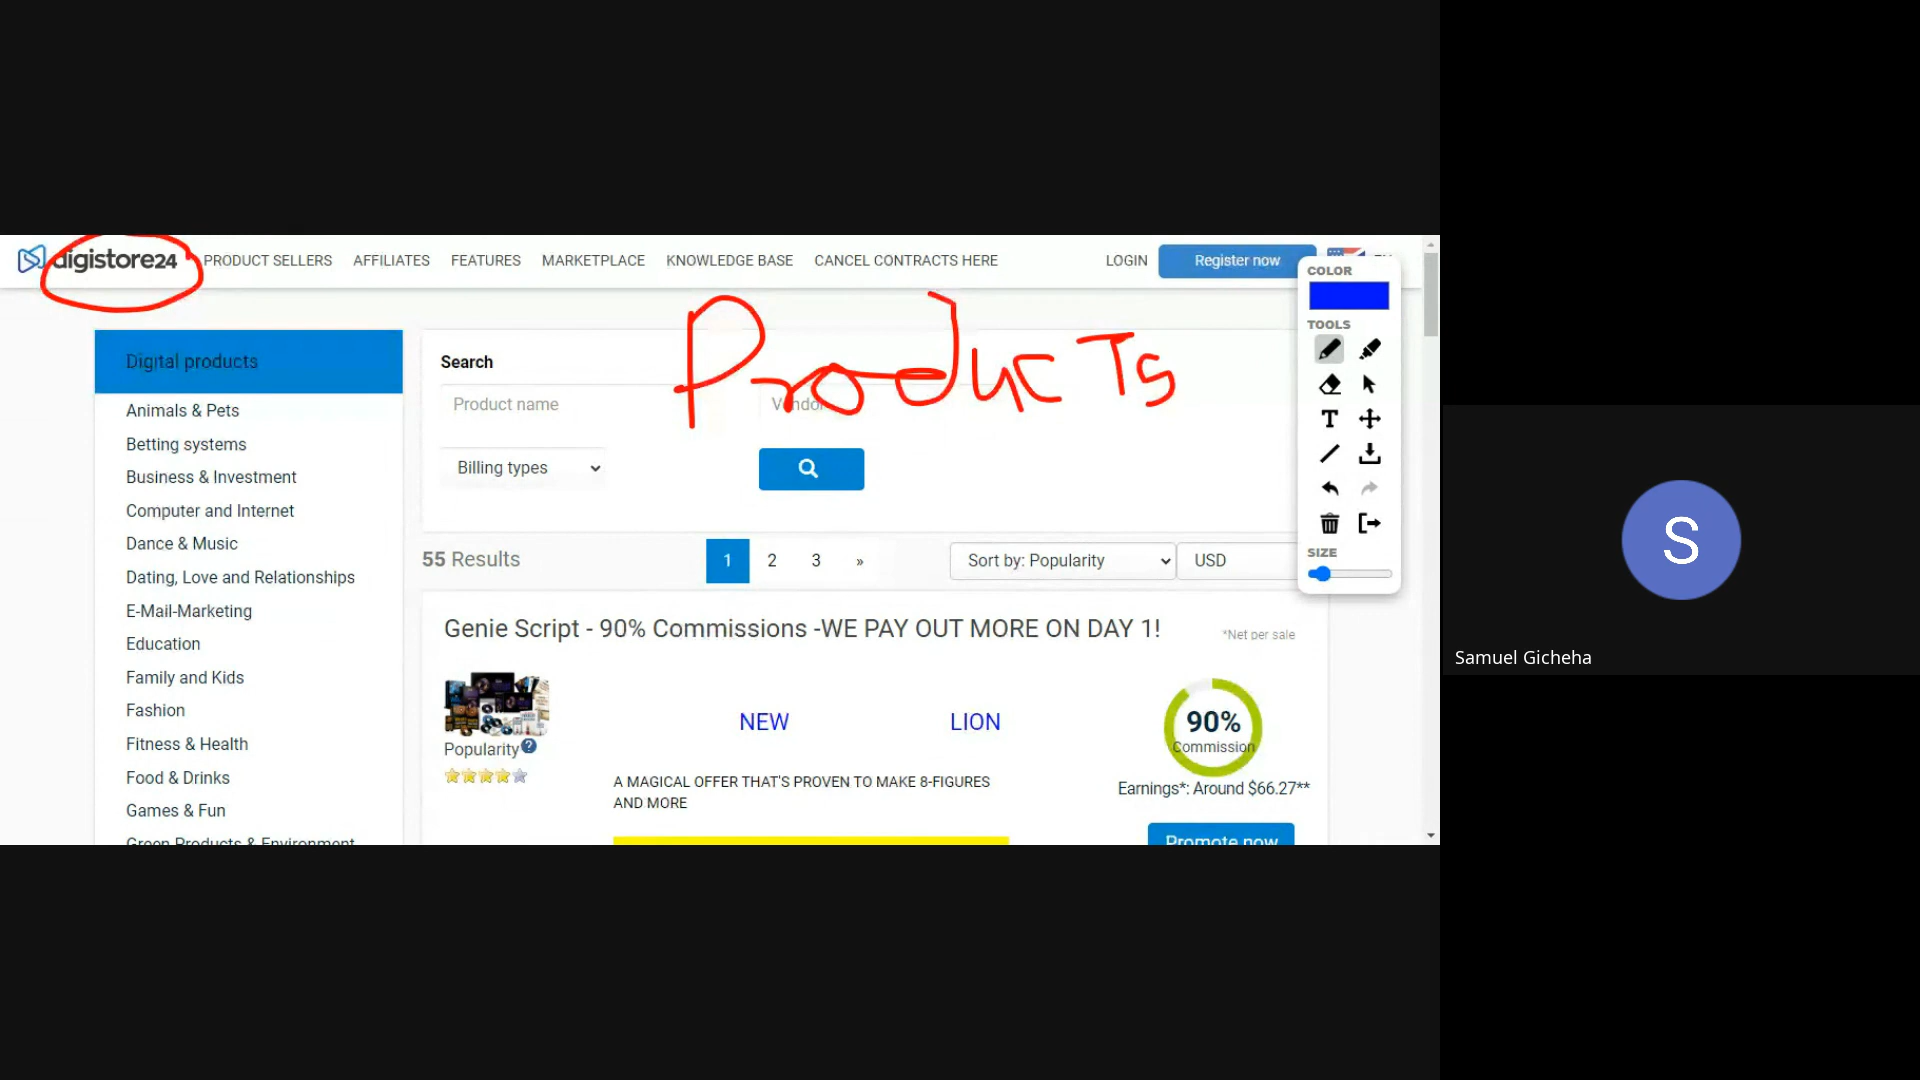 digistore24 PRODUCT SELLERS AFFILIATES FEATURES MARKETPLACE KNOWLEDGE BASE CANCEL CONTRACTS HERE LOGIN Register now
COLOR
TOOLS
T
SIZE
ProducTs
Digital products
Animals & Pets
Betting systems
Business & Investment
Computer and Internet
Dance & Music
Dating, Love and Relationships
E-Mail-Marketing
Education
Family and Kids
Fashion
Fitness & Health
Food & Drinks
Games & Fun
Green Products & Environment
Search
Product name Vendor
Billing types
55 Results 1 2 3 » Sort by: Popularity USD
Genie Script - 90% Commissions -WE PAY OUT MORE ON DAY 1!
*Net per sale
Popularity
NEW LION
A MAGICAL OFFER THAT'S PROVEN TO MAKE 8-FIGURES
AND MORE
90%
Commission
Earnings*: Around $66.27**
Promote now
S
Samuel Gicheha